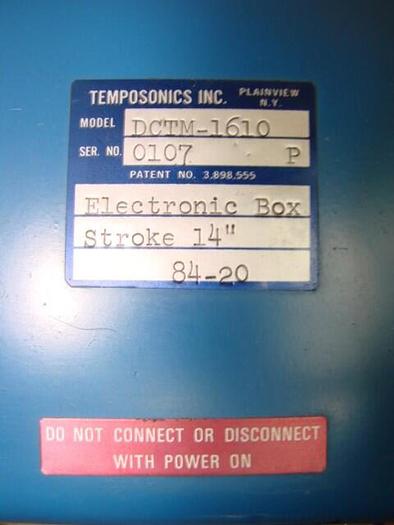 TEMPOSONICS INC. PLAINVIEW N.Y.
MODEL DCTM-1610
SER. NO. 0107 P
PATENT NO. 3,898,555
Electronic Box
Stroke 14"
84-20
DO NOT CONNECT OR DISCONNECT
WITH POWER ON